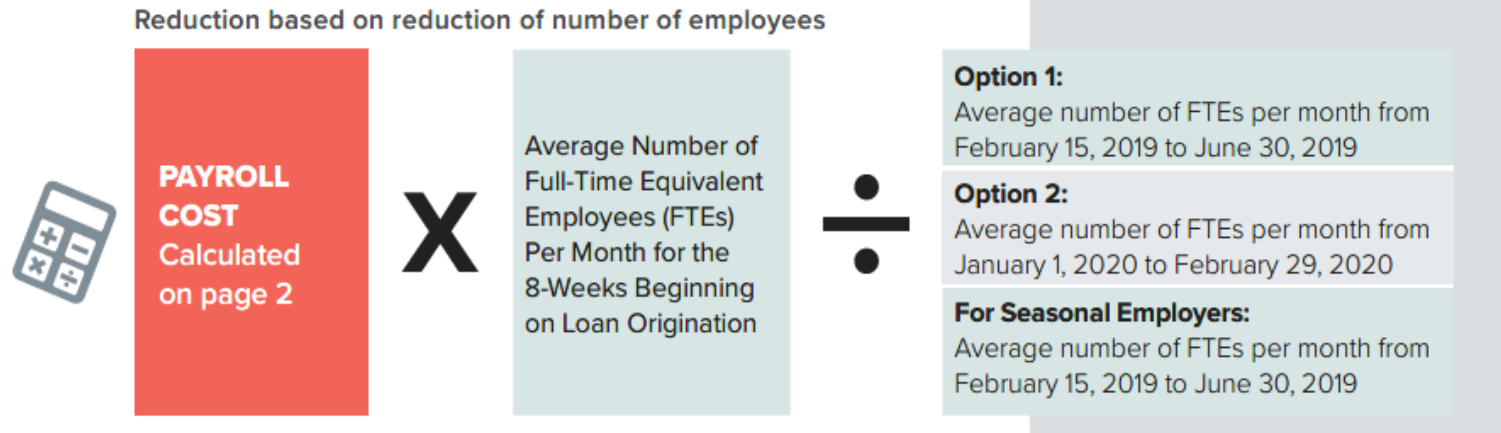 Reduction based on reduction of number of employees
PAYROLL
COST
Calculated
on page 2
X
Average Number of
Full-Time Equivalent
Employees (FTEs)
Per Month for the
8-Weeks Beginning
on Loan Origination
÷
Option 1:
Average number of FTEs per month from
February 15, 2019 to June 30, 2019
Option 2:
Average number of FTEs per month from
January 1, 2020 to February 29, 2020
For Seasonal Employers:
Average number of FTEs per month from
February 15, 2019 to June 30, 2019